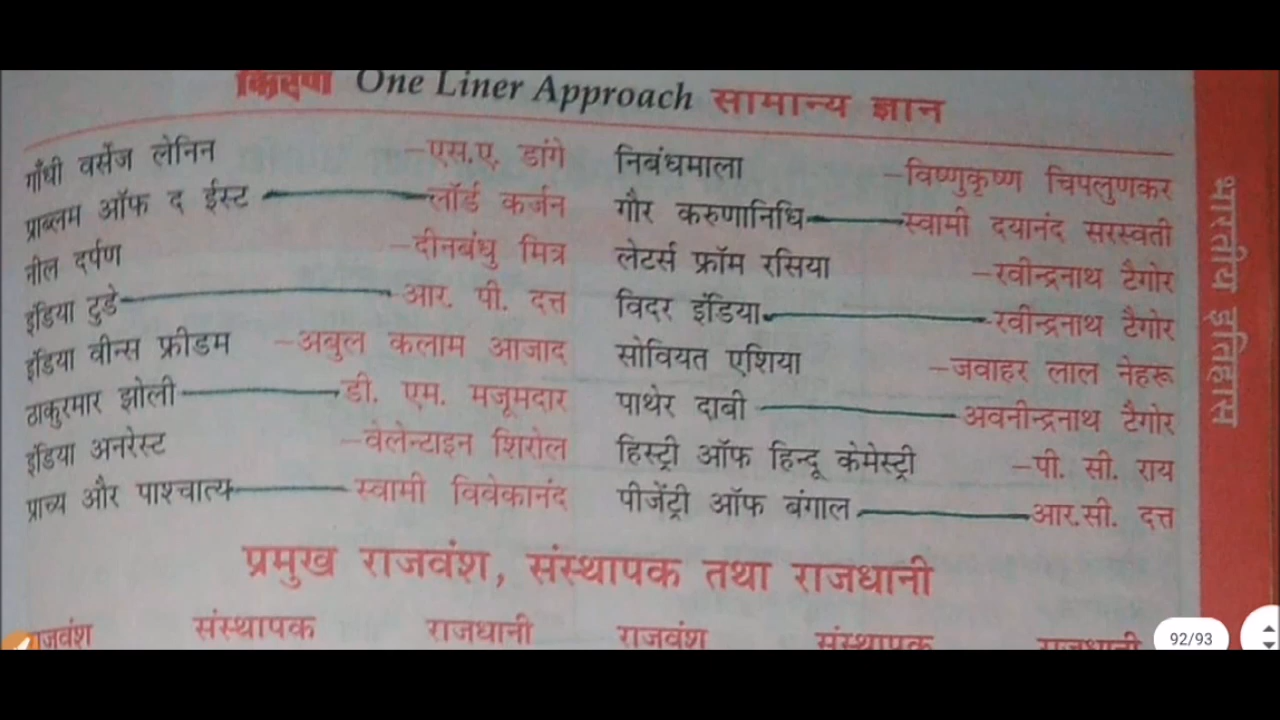 किरण One Liner Approach सामान्य ज्ञान
गाँधी वर्सेज लेनिन –एस.ए. डांगे
प्राब्लम ऑफ द ईस्ट –लॉर्ड कर्जन
नील दर्पण –दीनबंधु मित्र
इंडिया टुडे –आर. पी. दत्त
इंडिया वीन्स फ्रीडम –अबुल कलाम आजाद
ठाकुरमार झोली –डी. एम. मजूमदार
इंडिया अनरेस्ट –वेलेन्टाइन शिरोल
प्राच्य और पाश्चात्य –स्वामी विवेकानंद
निबंधमाला –विष्णुकृष्ण चिपलुणकर
गौर करुणानिधि –स्वामी दयानंद सरस्वती
लेटर्स फ्रॉम रसिया –रवीन्द्रनाथ टैगोर
विदर इंडिया –रवीन्द्रनाथ टैगोर
सोवियत एशिया –जवाहर लाल नेहरू
पाथेर दाबी –अवनीन्द्रनाथ टैगोर
हिस्ट्री ऑफ हिन्दू केमेस्ट्री –पी. सी. राय
पीजेंट्री ऑफ बंगाल –आर.सी. दत्त
भारतीय इतिहास
प्रमुख राजवंश, संस्थापक तथा राजधानी
राजवंश संस्थापक राजधानी राजवंश संस्थापक राजधानी
92/93